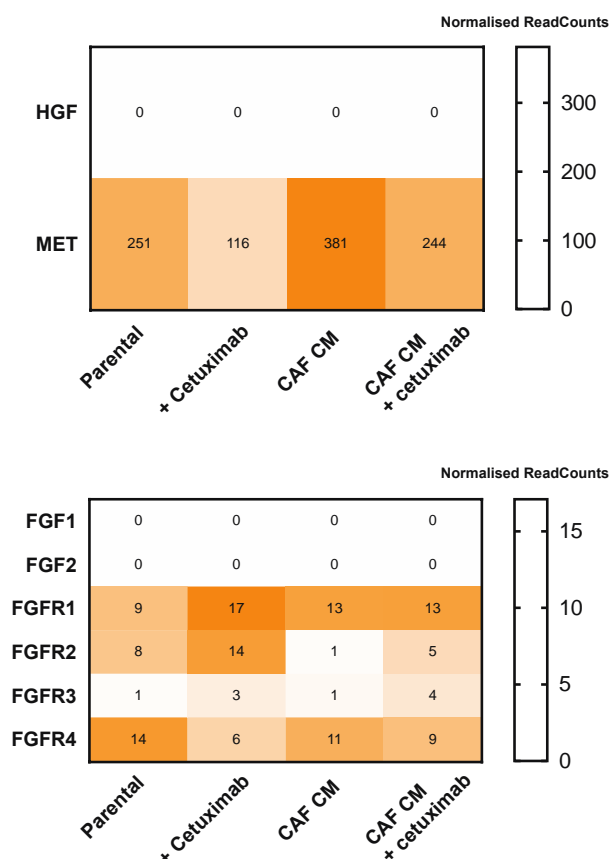 Normalised ReadCounts
HGF 0 0 0 0
MET 251 116 381 244
300
200
100
0
Parental
+ Cetuximab
CAF CM
CAF CM
+ cetuximab
Normalised ReadCounts
FGF1 0 0 0 0
FGF2 0 0 0 0
FGFR1 9 17 13 13
FGFR2 8 14 1 5
FGFR3 1 3 1 4
FGFR4 14 6 11 9
15
10
5
0
Parental
+ Cetuximab
CAF CM
CAF CM
+ cetuximab